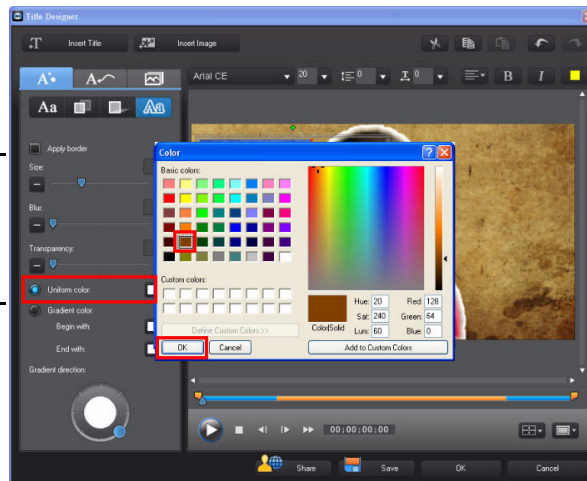 Title Designer
Insert Title
Insert Image
Arial CE
20
0
0
B
I
Aa
Aa
Apply border
Size:
Blur:
Transparency:
Uniform color:
Gradient color:
Begin with:
End with:
Gradient direction:
Color
Basic colors:
Custom colors:
Define Custom Colors >>
OK
Cancel
Color|Solid
Hue: 20
Sat: 240
Lum: 60
Red: 128
Green: 64
Blue: 0
Add to Custom Colors
00:00:00:00
Share
Save
OK
Cancel